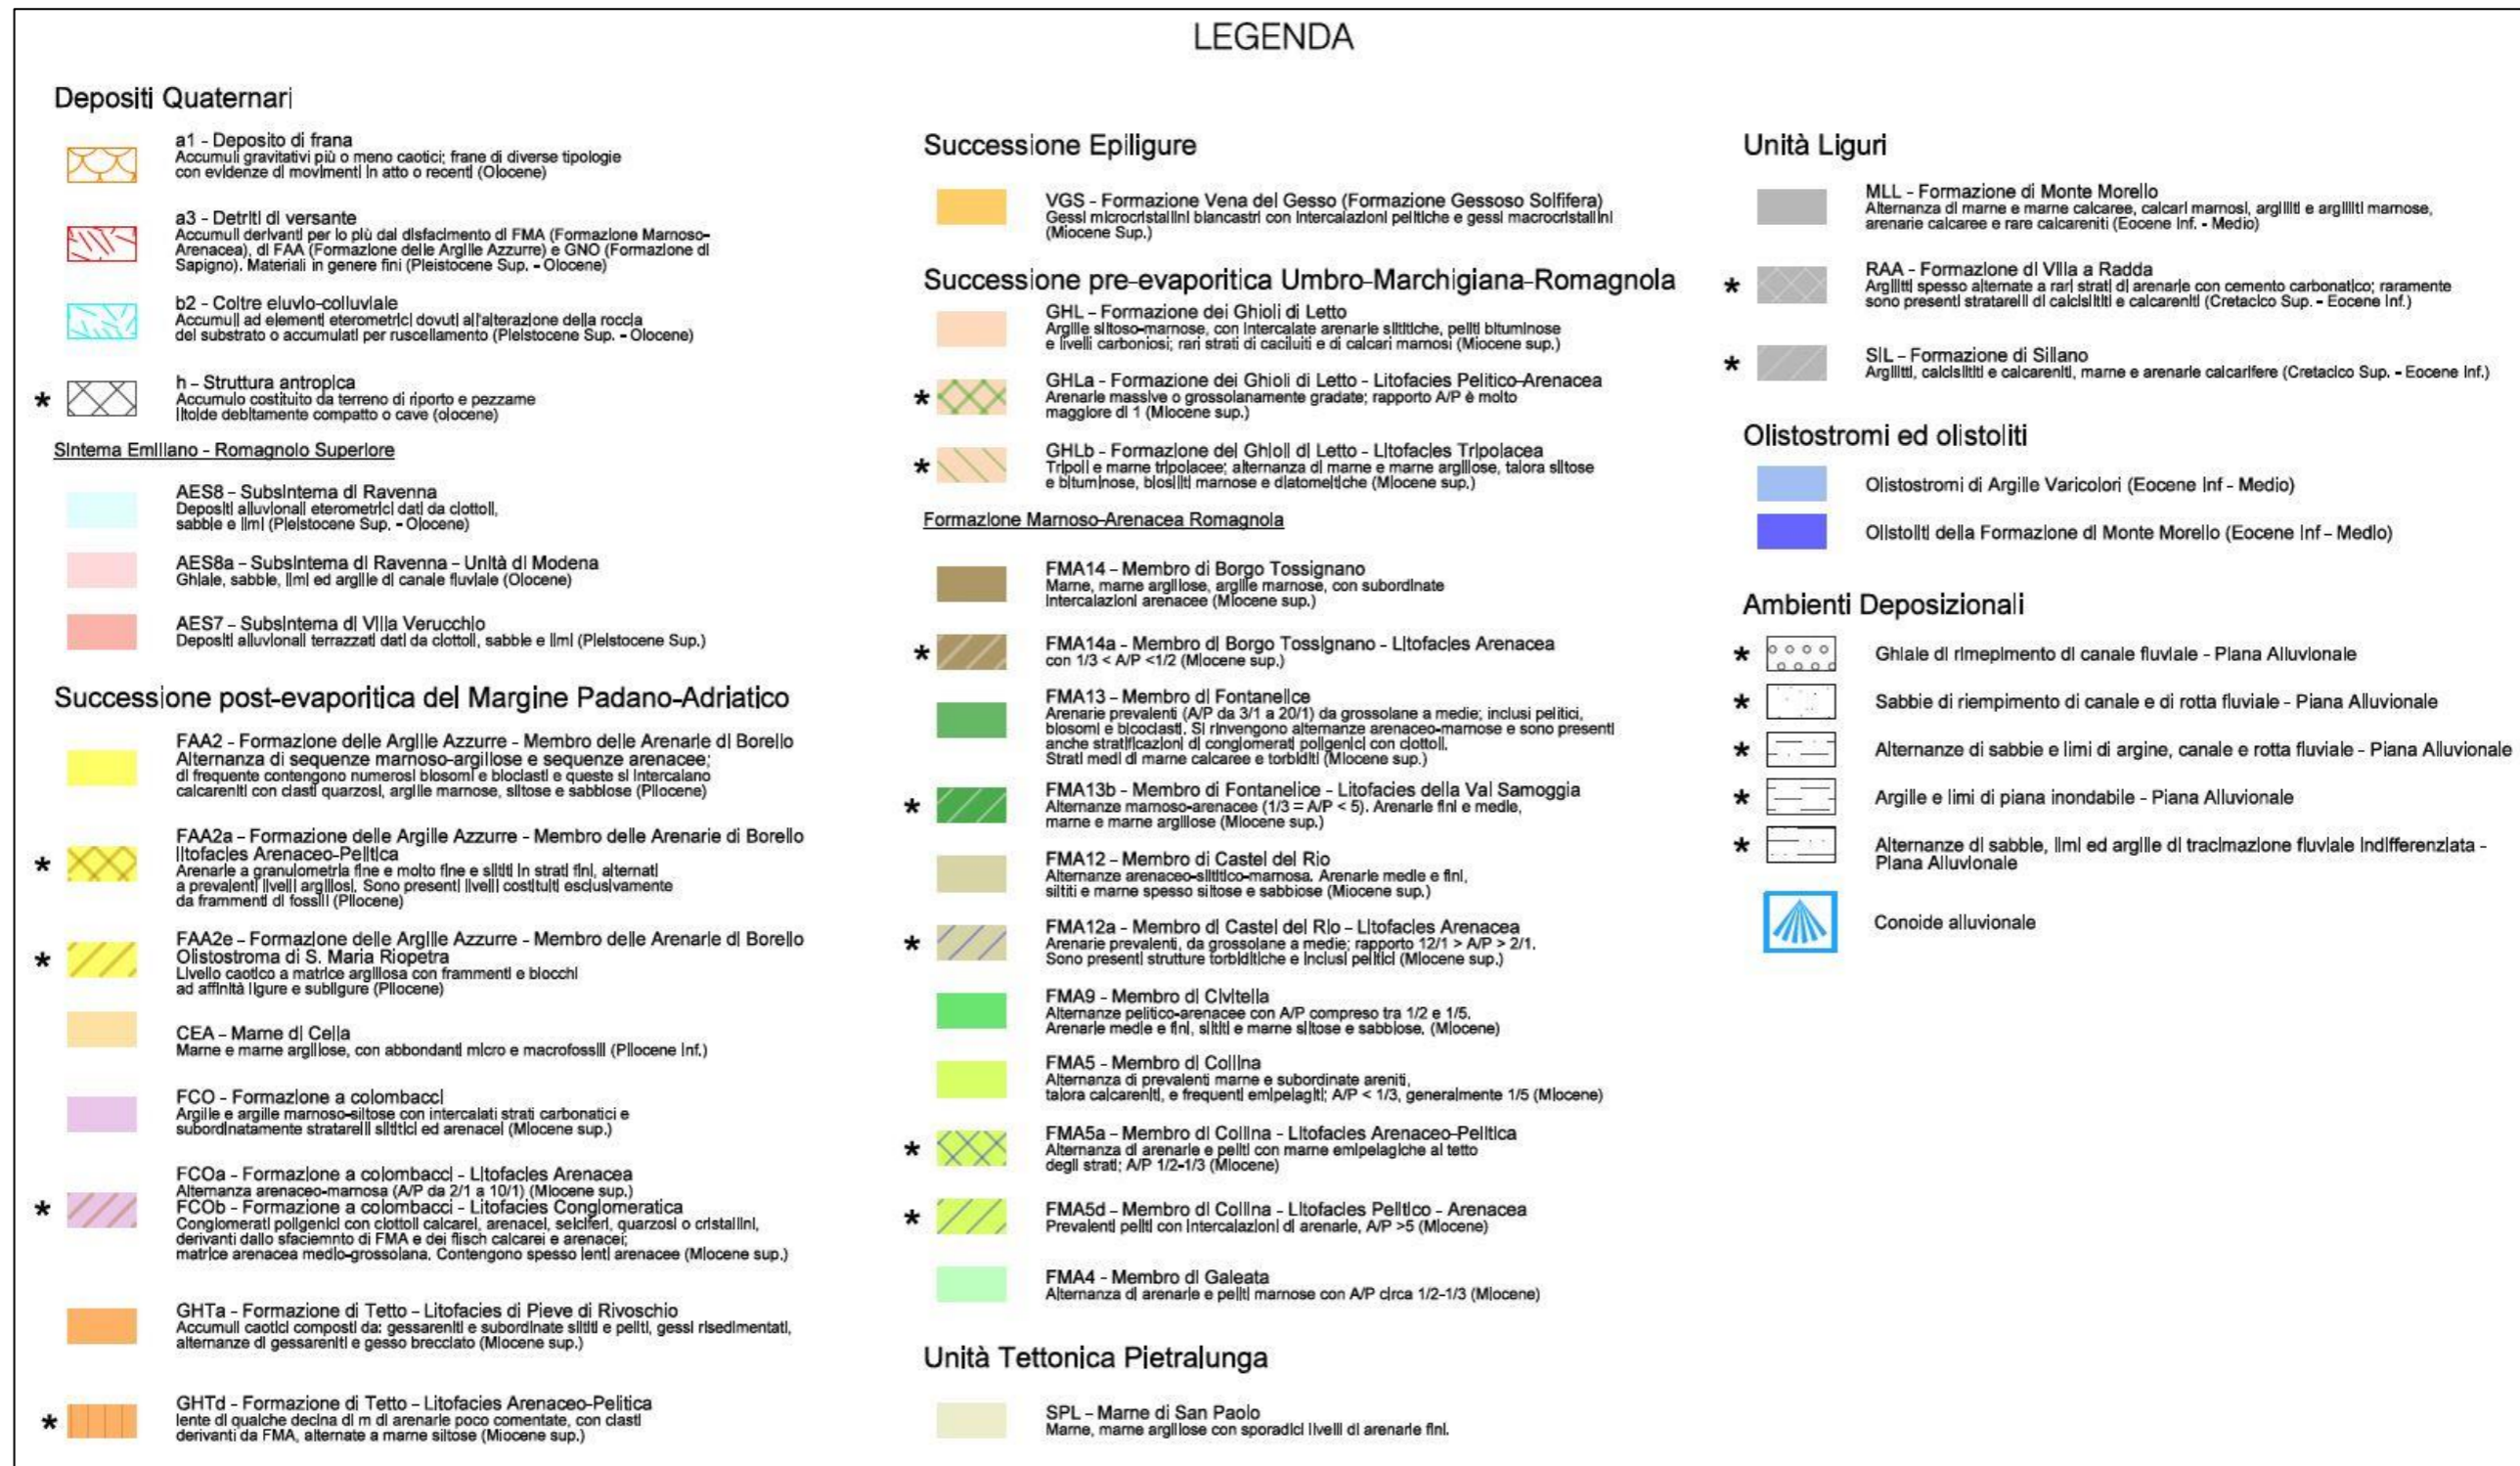 LEGENDA
Depositi Quaternari
a1 - Deposito di frana
Accumuli gravitativi più o meno caotici; frane di diverse tipologie
con evidenze di movimenti in atto o recenti (Olocene)
a3 - Detriti di versante
Accumuli derivanti per lo più dal disfacimento di FMA (Formazione Marnoso-
Arenacea), di FAA (Formazione delle Argille Azzurre) e GNO (Formazione di
Sapigno). Materiali in genere fini (Pleistocene Sup. - Olocene)
b2 - Coltre eluvio-colluviale
Accumuli ad elementi eterometrici dovuti all'alterazione della roccia
del substrato o accumulati per ruscellamento (Pleistocene Sup. - Olocene)
* h - Struttura antropica
Accumulo costituito da terreno di riporto e pezzame
litoide debitamente compatto o cave (olocene)
Sintema Emiliano - Romagnolo Superiore
AES8 - Subsintema di Ravenna
Depositi alluvionali eterometrici dati da ciottoli,
sabbie e limi (Pleistocene Sup. - Olocene)
AES8a - Subsintema di Ravenna - Unità di Modena
Ghiaie, sabbie, limi ed argille di canale fluviale (Olocene)
AES7 - Subsintema di Villa Verucchio
Depositi alluvionali terrazzati dati da ciottoli, sabbie e limi (Pleistocene Sup.)
Successione post-evaporitica del Margine Padano-Adriatico
FAA2 - Formazione delle Argille Azzurre - Membro delle Arenarie di Borello
Alternanza di sequenze marnoso-argillose e sequenze arenacee;
di frequente contengono numerosi biosomi e bioclasti e queste si intercalano
calcareniti con clasti quarzosi, argille marnose, siltose e sabbiose (Pliocene)
* FAA2a - Formazione delle Argille Azzurre - Membro delle Arenarie di Borello
litofacies Arenaceo-Pelitica
Arenarie a granulometria fine e molto fine e siltiti in strati fini, alternati
a prevalenti livelli argillosi. Sono presenti livelli costituiti esclusivamente
da frammenti di fossili (Pliocene)
* FAA2e - Formazione delle Argille Azzurre - Membro delle Arenarie di Borello
Olistostroma di S. Maria Riopetra
Livello caotico a matrice argillosa con frammenti e blocchi
ad affinità ligure e subligure (Pliocene)
CEA - Marne di Cella
Marne e marne argillose, con abbondanti micro e macrofossili (Pliocene Inf.)
FCO - Formazione a colombacci
Argille e argille marnoso-siltose con intercalati strati carbonatici e
subordinatamente stratarelli siltitici ed arenacei (Miocene sup.)
* FCOa - Formazione a colombacci - Litofacies Arenacea
Alternanza arenaceo-marnosa (A/P da 2/1 a 10/1) (Miocene sup.)
FCOb - Formazione a colombacci - Litofacies Conglomeratica
Conglomerati poligenici con ciottoli calcarei, arenacei, selciferi, quarzosi o cristallini,
derivanti dallo sfaciemnto di FMA e dei flisch calcarei e arenacei;
matrice arenacea medio-grossolana. Contengono spesso lenti arenacee (Miocene sup.)
GHTa - Formazione di Tetto - Litofacies di Pieve di Rivoschio
Accumuli caotici composti da: gessareniti e subordinate siltiti e peliti, gessi risedimentati,
alternanze di gessareniti e gesso brecciato (Miocene sup.)
* GHTd - Formazione di Tetto - Litofacies Arenaceo-Pelitica
lente di qualche decina di m di arenarie poco comentate, con clasti
derivanti da FMA, alternate a marne siltose (Miocene sup.)
Successione Epiligure
VGS - Formazione Vena del Gesso (Formazione Gessoso Solfifera)
Gessi microcristallini biancastri con intercalazioni pelitiche e gessi macrocristallini
(Miocene Sup.)
Successione pre-evaporitica Umbro-Marchigiana-Romagnola
GHL - Formazione dei Ghioli di Letto
Argille siltoso-marnose, con intercalate arenarie siltitiche, peliti bituminose
e livelli carboniosi; rari strati di caciluiti e di calcari marnosi (Miocene sup.)
* GHLa - Formazione dei Ghioli di Letto - Litofacies Pelitico-Arenacea
Arenarie massive o grossolanamente gradate; rapporto A/P è molto
maggiore di 1 (Miocene sup.)
* GHLb - Formazione dei Ghioli di Letto - Litofacies Tripolacea
Tripoli e marne tripolacee; alternanza di marne e marne argillose, talora siltose
e bituminose, biosiliti marnose e diatomeitiche (Miocene sup.)
Formazione Marnoso-Arenacea Romagnola
FMA14 - Membro di Borgo Tossignano
Marne, marne argillose, argille marnose, con subordinate
intercalazioni arenacee (Miocene sup.)
* FMA14a - Membro di Borgo Tossignano - Litofacies Arenacea
con 1/3 < A/P <1/2 (Miocene sup.)
FMA13 - Membro di Fontanelice
Arenarie prevalenti (A/P da 3/1 a 20/1) da grossolane a medie; inclusi pelitici,
biosomi e bicoclasti. Si rinvengono alternanze arenaceo-marnose e sono presenti
anche stratificazioni di conglomerati poligenici con ciottoli.
Strati medi di marne calcaree e torbiditi (Miocene sup.)
* FMA13b - Membro di Fontanelice - Litofacies della Val Samoggia
Alternanze marnoso-arenacee (1/3 = A/P < 5). Arenarie fini e medie,
marne e marne argillose (Miocene sup.)
FMA12 - Membro di Castel del Rio
Alternanze arenaceo-siltitico-marnosa. Arenarie medie e fini,
siltiti e marne spesso siltose e sabbiose (Miocene sup.)
* FMA12a - Membro di Castel del Rio - Litofacies Arenacea
Arenarie prevalenti, da grossolane a medie; rapporto 12/1 > A/P > 2/1.
Sono presenti strutture torbiditiche e inclusi pelitici (Miocene sup.)
FMA9 - Membro di Civitella
Alternanze pelitico-arenacee con A/P compreso tra 1/2 e 1/5.
Arenarie medie e fini, siltiti e marne siltose e sabbiose. (Miocene)
FMA5 - Membro di Collina
Alternanza di prevalenti marne e subordinate areniti,
talora calcareniti, e frequenti emipelagiti; A/P < 1/3, generalmente 1/5 (Miocene)
* FMA5a - Membro di Collina - Litofacies Arenaceo-Pelitica
Alternanza di arenarie e peliti con marne emipelagiche al tetto
degli strati; A/P 1/2-1/3 (Miocene)
* FMA5d - Membro di Collina - Litofacies Pelitico - Arenacea
Prevalenti peliti con intercalazioni di arenarie, A/P >5 (Miocene)
FMA4 - Membro di Galeata
Alternanza di arenarie e peliti marnose con A/P circa 1/2-1/3 (Miocene)
Unità Tettonica Pietralunga
SPL - Marne di San Paolo
Marne, marne argillose con sporadici livelli di arenarie fini.
Unità Liguri
MLL - Formazione di Monte Morello
Alternanza di marne e marne calcaree, calcari marnosi, argilliti e argilliti marnose,
arenarie calcaree e rare calcareniti (Eocene Inf. - Medio)
* RAA - Formazione di Villa a Radda
Argilliti spesso alternate a rari strati di arenarie con cemento carbonatico; raramente
sono presenti stratarelli di calcisiltiti e calcareniti (Cretacico Sup. - Eocene Inf.)
* SIL - Formazione di Sillano
Argilliti, calcisiltiti e calcareniti, marne e arenarie calcarifere (Cretacico Sup. - Eocene Inf.)
Olistostromi ed olistoliti
Olistostromi di Argille Varicolori (Eocene Inf - Medio)
Olistoliti della Formazione di Monte Morello (Eocene Inf - Medio)
Ambienti Deposizionali
* Ghiaie di rimepimento di canale fluviale - Piana Alluvionale
* Sabbie di riempimento di canale e di rotta fluviale - Piana Alluvionale
* Alternanze di sabbie e limi di argine, canale e rotta fluviale - Piana Alluvionale
* Argille e limi di piana inondabile - Piana Alluvionale
* Alternanze di sabbie, limi ed argille di tracimazione fluviale indifferenziata -
Piana Alluvionale
Conoide alluvionale